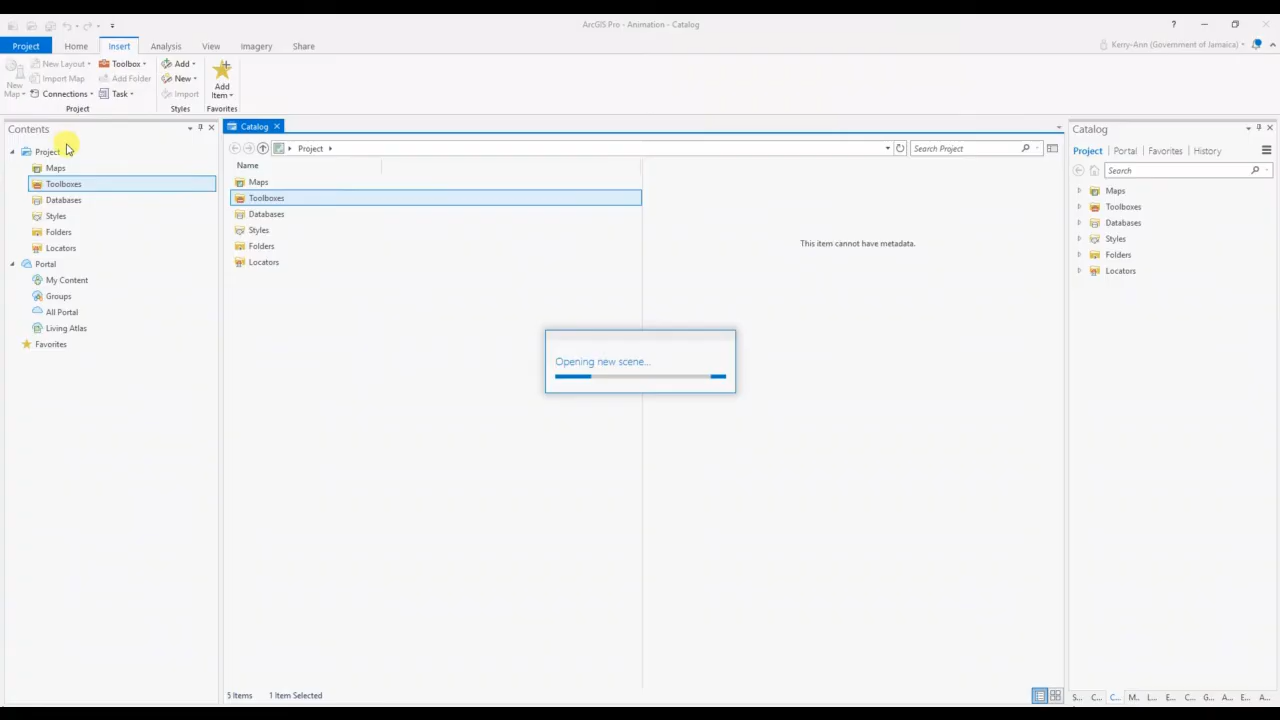 ArcGIS Pro - Animation - Catalog
?
Project Home Insert Analysis View Imagery Share
Kerry-Ann (Government of Jamaica)
New Map
New Layout
Import Map
Connections
Toolbox
Add Folder
Task
Project
Add
New
Import
Styles
Add Item
Favorites
Contents
Project
Maps
Toolboxes
Databases
Styles
Folders
Locators
Portal
My Content
Groups
All Portal
Living Atlas
Favorites
Catalog
Project
Search Project
Name
Maps
Toolboxes
Databases
Styles
Folders
Locators
This item cannot have metadata.
Opening new scene...
5 Items 1 Item Selected
Catalog
Project Portal Favorites History
Search
Maps
Toolboxes
Databases
Styles
Folders
Locators
S... C... C... M... L... E... C... G... A... E... A...